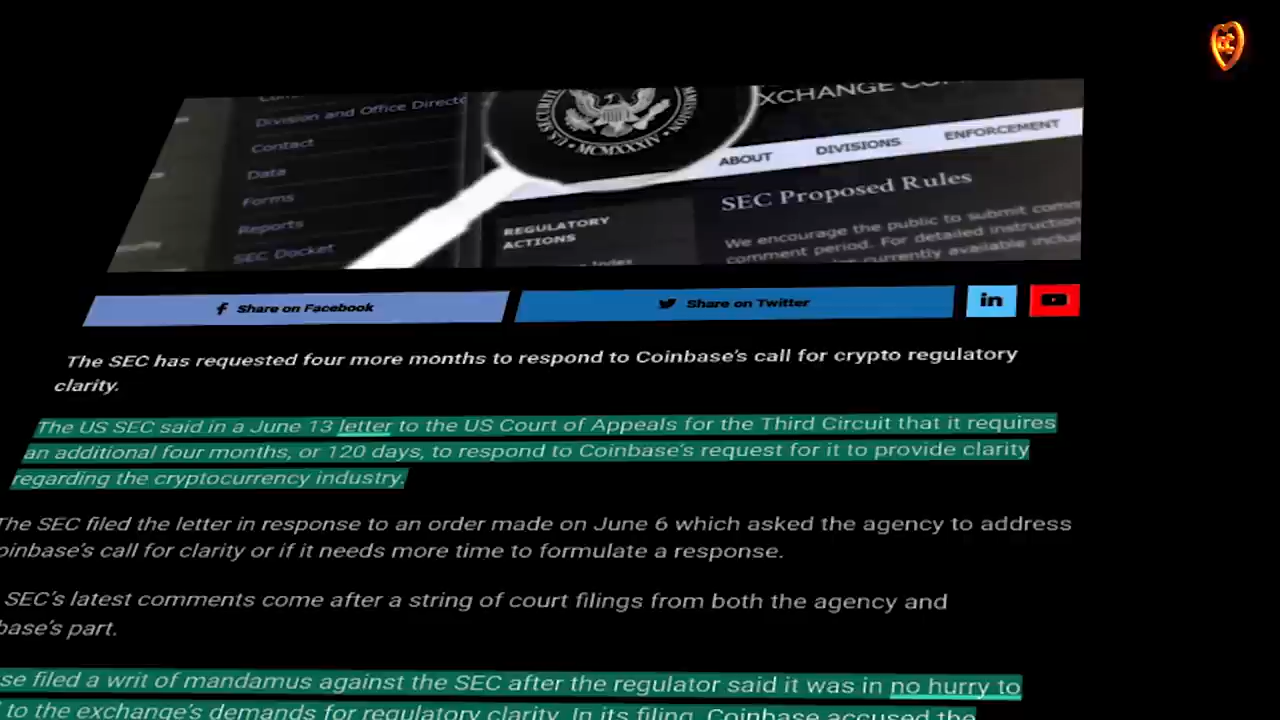 Division and Office
Contact
Data
Forms
Reports
SEC Docket
MCMXXXIV
ABOUT DIVISIONS ENFORCEMENT
SEC Proposed Rules
We encourage the public to submit
comment period. For detailed
currently available
REGULATORY
ACTIONS
Share on Facebook
Share on Twitter
in
The SEC has requested four more months to respond to Coinbase's call for crypto regulatory
clarity.
The US SEC said in a June 13 letter to the US Court of Appeals for the Third Circuit that it requires
an additional four months, or 120 days, to respond to Coinbase's request for it to provide clarity
regarding the cryptocurrency industry.
The SEC filed the letter in response to an order made on June 6 which asked the agency to address
oinbase's call for clarity or if it needs more time to formulate a response.
SEC's latest comments come after a string of court filings from both the agency and
base's part.
se filed a writ of mandamus against the SEC after the regulator said it was in no hurry to
to the exchange's demands for regulatory clarity. In its filing, Coinbase accused the